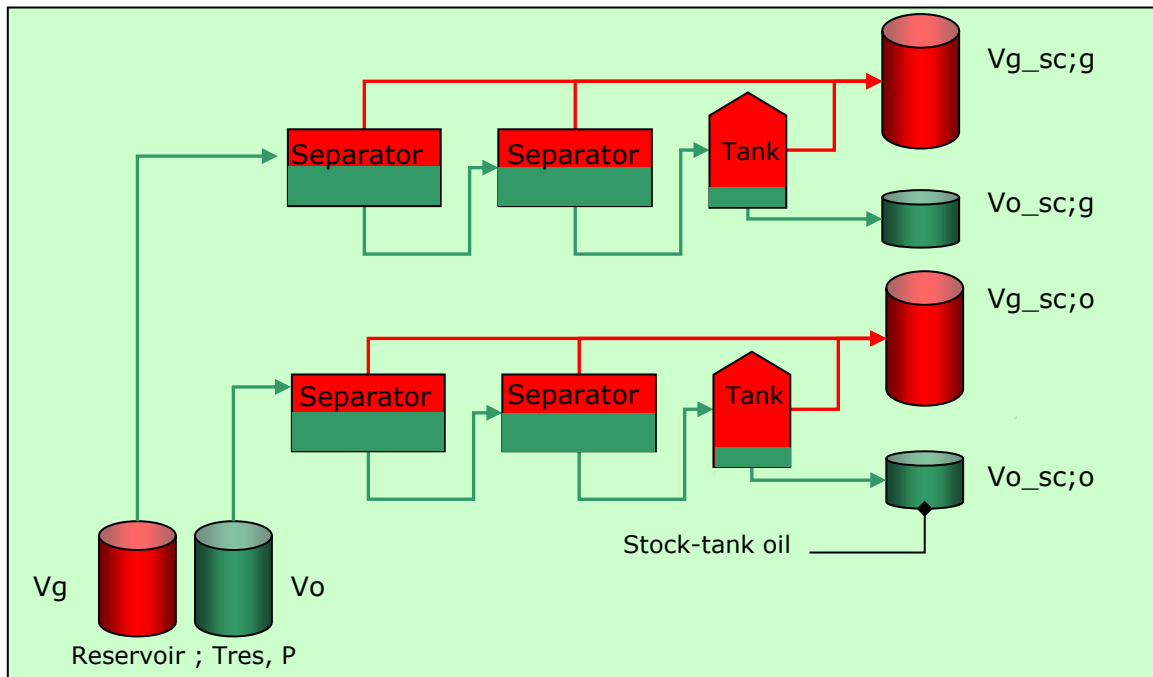 Vg_sc;g
Separator
Separator
Tank
Vo_sc;g
Vg_sc;o
Separator
Separator
Tank
Vo_sc;o
Stock-tank oil
Vg
Vo
Reservoir ; Tres, P